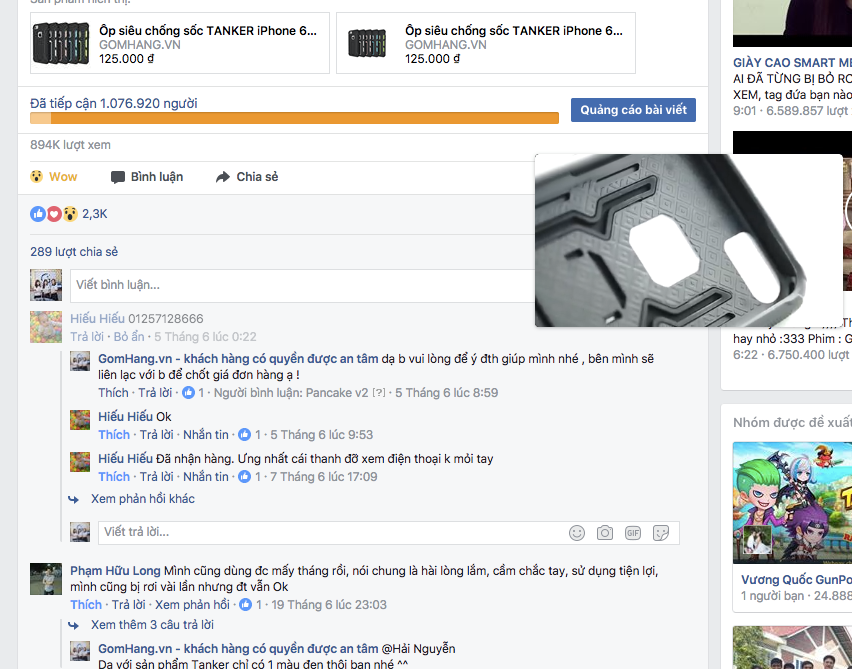 Ốp siêu chống sốc TANKER iPhone 6...
GOMHANG.VN
125.000 ₫
Ốp siêu chống sốc TANKER iPhone 6...
GOMHANG.VN
125.000 ₫
Đã tiếp cận 1.076.920 người
Quảng cáo bài viết
894K lượt xem
Wow
Bình luận
Chia sẻ
2,3K
289 lượt chia sẻ
Viết bình luận...
Hiếu Hiếu 01257128666
Trả lời · Bỏ ẩn · 5 Tháng 6 lúc 0:22
GomHang.vn - khách hàng có quyền được an tâm dạ b vui lòng để ý đth giúp mình nhé , bên mình sẽ
liên lạc với b để chốt giá đơn hàng ạ !
Thích · Trả lời · 1 · Người bình luận: Pancake v2 [?] · 5 Tháng 6 lúc 8:59
Hiếu Hiếu Ok
Thích · Trả lời · Nhắn tin · 1 · 5 Tháng 6 lúc 9:53
Hiếu Hiếu Đã nhận hàng. Ưng nhất cái thanh đỡ xem điện thoại k mỏi tay
Thích · Trả lời · Nhắn tin · 1 · 7 Tháng 6 lúc 17:09
Xem phản hồi khác
Viết trả lời...
GIF
Phạm Hữu Long Mình cũng dùng đc mấy tháng rồi, nói chung là hài lòng lắm, cầm chắc tay, sử dụng tiện lợi,
mình cũng bị rơi vài lần nhưng đt vẫn Ok
Thích · Trả lời · Xem phản hồi · 1 · 19 Tháng 6 lúc 23:03
Xem thêm 3 câu trả lời
GomHang.vn - khách hàng có quyền được an tâm @Hải Nguyễn
Dạ với sản phẩm Tanker chỉ có 1 màu đen thôi bạn nhé ^^
GIÀY CAO SMART ME
AI ĐÃ TỪNG BỊ BỎ RƠ
XEM, tag đứa bạn nào
9:01 · 6.589.857 lượt
hay nhỏ :333 Phim : G
6:22 · 6.750.400 lượt
Nhóm được đề xuất
Vương Quốc GunPo
1 người bạn · 24.888